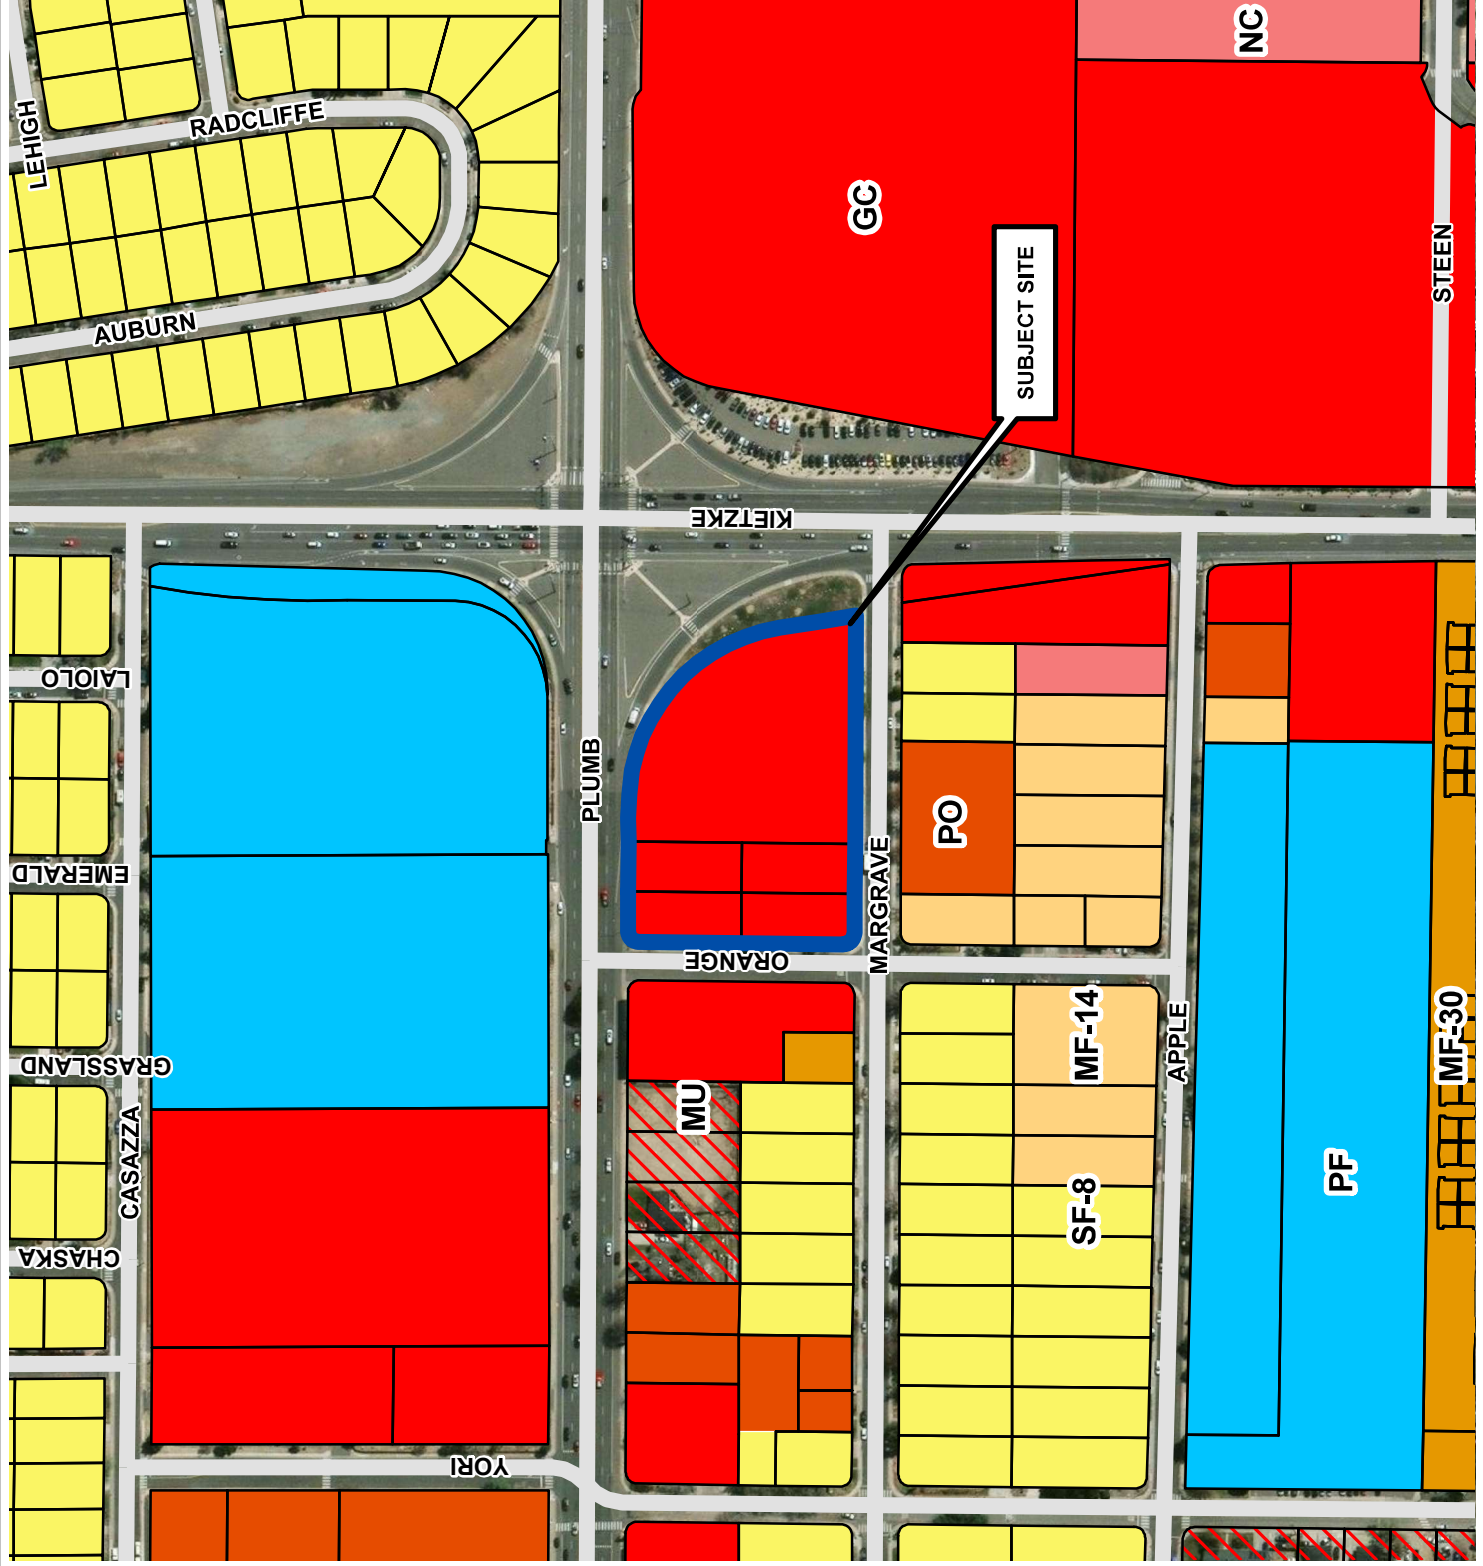 NC
LEHIGH
RADCLIFFE
GC
STEEN
SUBJECT SITE
AUBURN
KIETZKE
LAIOLO
PLUMB
PO
EMERALD
MARGRAVE
ORANGE
MF-14
APPLE
MF-30
GRASSLAND
MU
CASAZZA
PF
SF-8
CHASKA
YORI